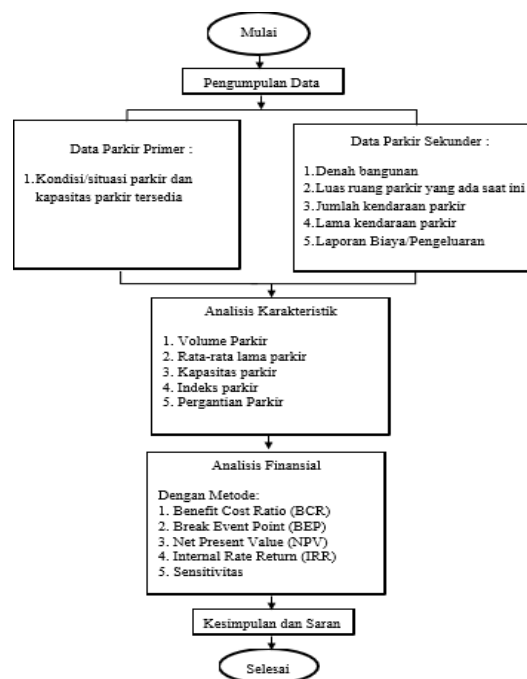 Mulai
Pengumpulan Data
Data Parkir Primer :
1.Kondisi/situasi parkir dan
kapasitas parkir tersedia
Data Parkir Sekunder :
1.Denah bangunan
2.Luas ruang parkir yang ada saat ini
3.Jumlah kendaraan parkir
4.Lama kendaraan parkir
5.Laporan Biaya/Pengeluaran
Analisis Karakteristik
1. Volume Parkir
2. Rata-rata lama parkir
3. Kapasitas parkir
4. Indeks parkir
5. Pergantian Parkir
Analisis Finansial
Dengan Metode:
1. Benefit Cost Ratio (BCR)
2. Break Event Point (BEP)
3. Net Present Value (NPV)
4. Internal Rate Return (IRR)
5. Sensitivitas
Kesimpulan dan Saran
Selesai